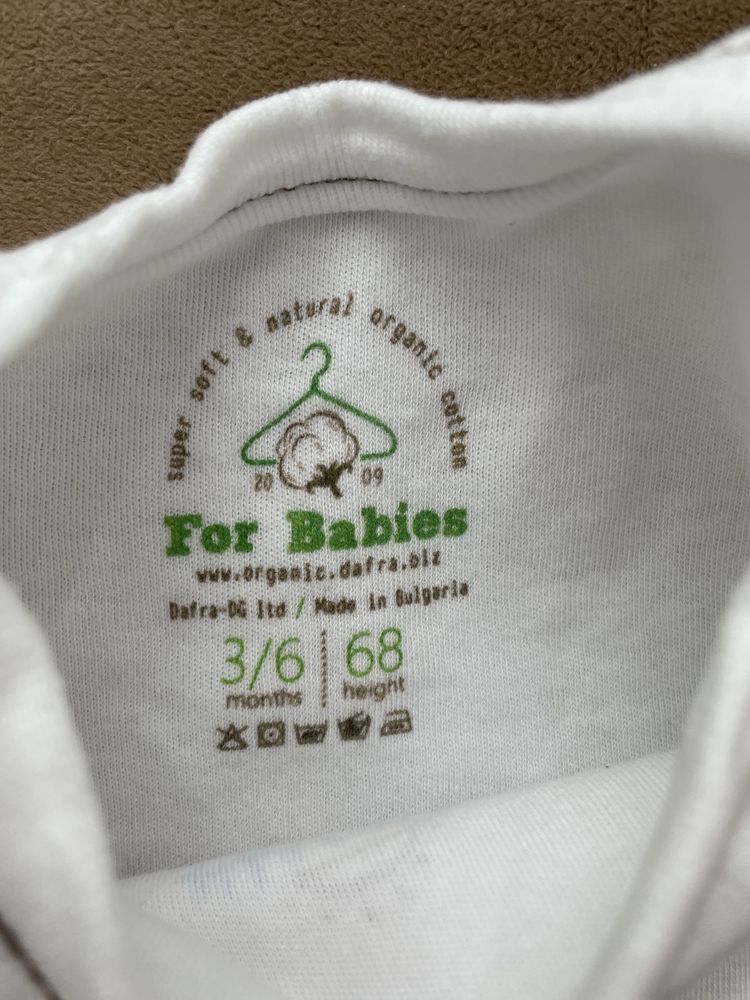 super soft & natural organic cotton
20 09
For Babies
www.organic.dafra.biz
Dafra-DG ltd / Made in Bulgaria
3/6 68
months height